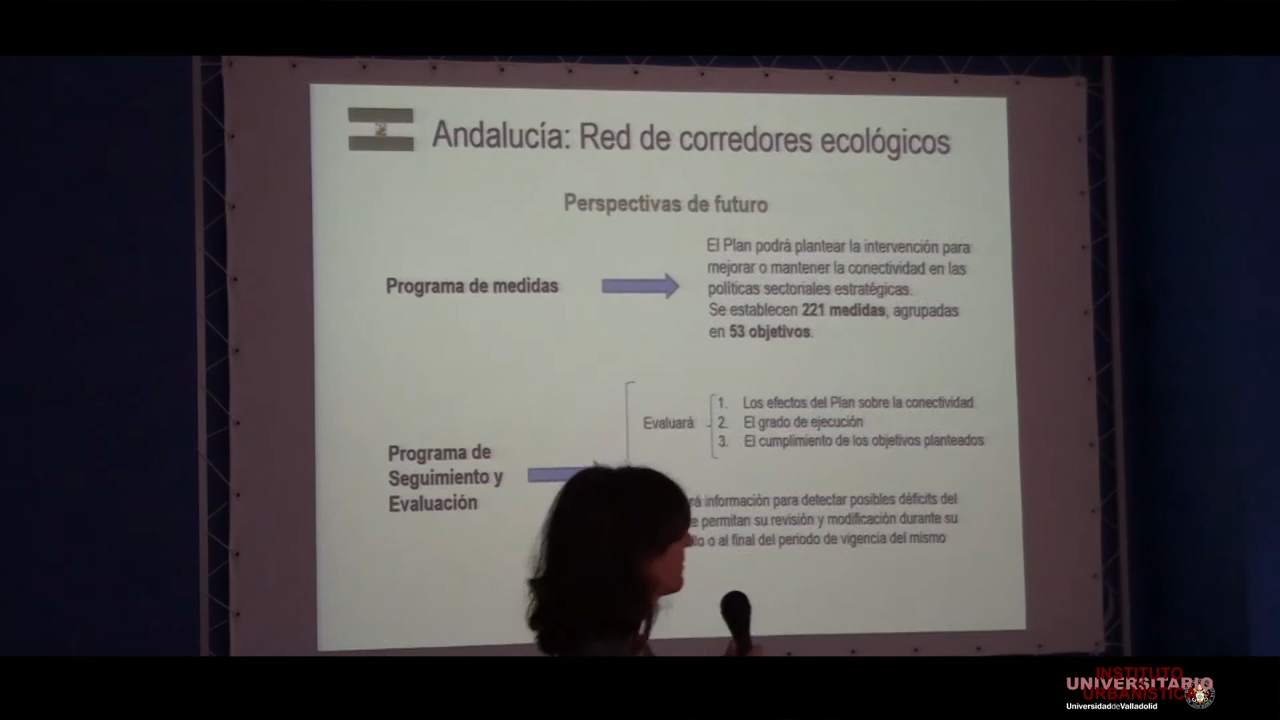 Andalucía: Red de corredores ecológicos
Perspectivas de futuro
Programa de medidas
El Plan podrá plantear la intervención para
mejorar o mantener la conectividad en las
políticas sectoriales estratégicas.
Se establecen 221 medidas, agrupadas
en 53 objetivos.
Programa de
Seguimiento y
Evaluación
Evaluará
1. Los efectos del Plan sobre la conectividad
2. El grado de ejecución
3. El cumplimiento de los objetivos planteados
información para detectar posibles déficits del
permitan su revisión y modificación durante su
o al final del periodo de vigencia del mismo
INSTITUTO
UNIVERSITARIO
UniversidaddeValladolid